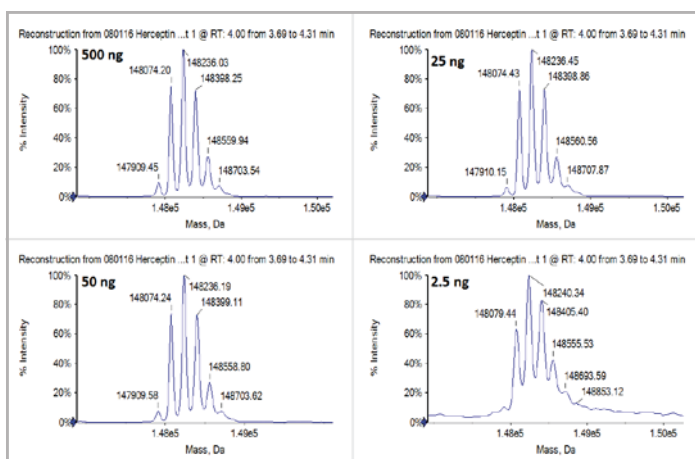 Reconstruction from 080116 Herceptin ...t 1 @ RT: 4.00 from 3.69 to 4.31 min
500 ng
100%
80%
60%
40%
20%
0%
% Intensity
148236.03
148074.20
148398.25
148559.94
147909.45
148703.54
1.48e5
1.49e5
1.50e5
Mass, Da
Reconstruction from 080116 Herceptin ...t 1 @ RT: 4.00 from 3.69 to 4.31 min
25 ng
100%
80%
60%
40%
20%
0%
% Intensity
148236.45
148074.43
148398.86
148560.56
147910.15
148707.87
1.48e5
1.49e5
1.50e5
Mass, Da
Reconstruction from 080116 Herceptin ...t 1 @ RT: 4.00 from 3.69 to 4.31 min
50 ng
100%
80%
60%
40%
20%
0%
% Intensity
148236.19
148074.24
148399.11
148558.80
147909.58
148703.62
1.48e5
1.49e5
Mass, Da
Reconstruction from 080116 Herceptin ...t 1 @ RT: 4.00 from 3.69 to 4.31 min
2.5 ng
100%
80%
60%
40%
20%
0%
% Intensity
148240.34
148405.40
148079.44
148555.53
148693.59
148853.12
1.48e5
1.49e5
1.50e5
Mass, Da